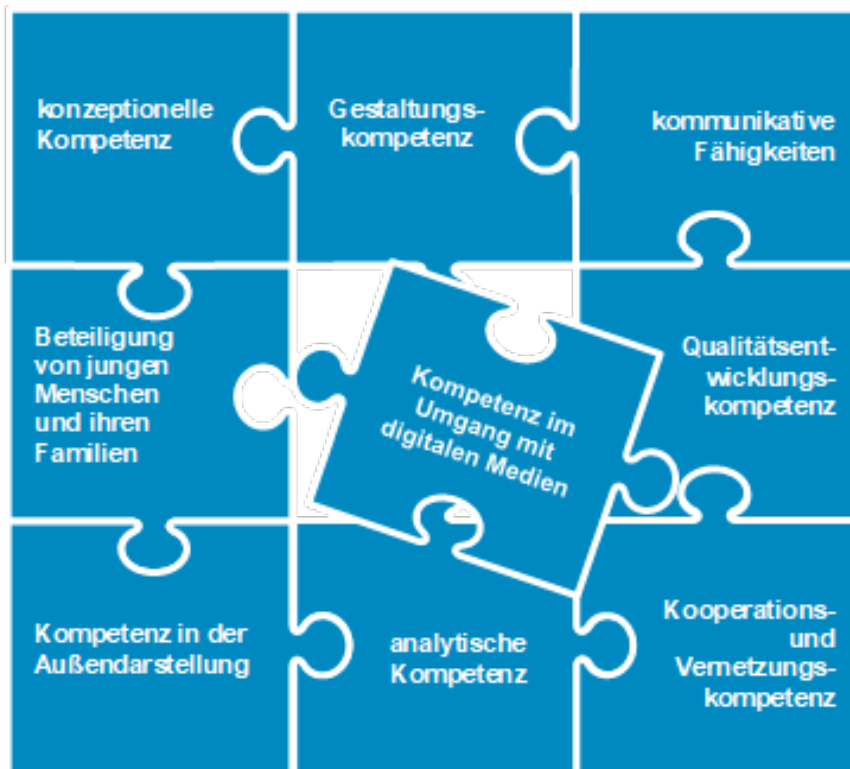 konzeptionelle
Kompetenz
Gestaltungs-
kompetenz
kommunikative
Fähigkeiten
Beteiligung
von jungen
Menschen
und ihren
Familien
Kompetenz im
Umgang mit
digitalen Medien
Qualitätsent-
wicklungs-
kompetenz
Kompetenz in der
Außendarstellung
analytische
Kompetenz
Kooperations-
und
Vernetzungs-
kompetenz